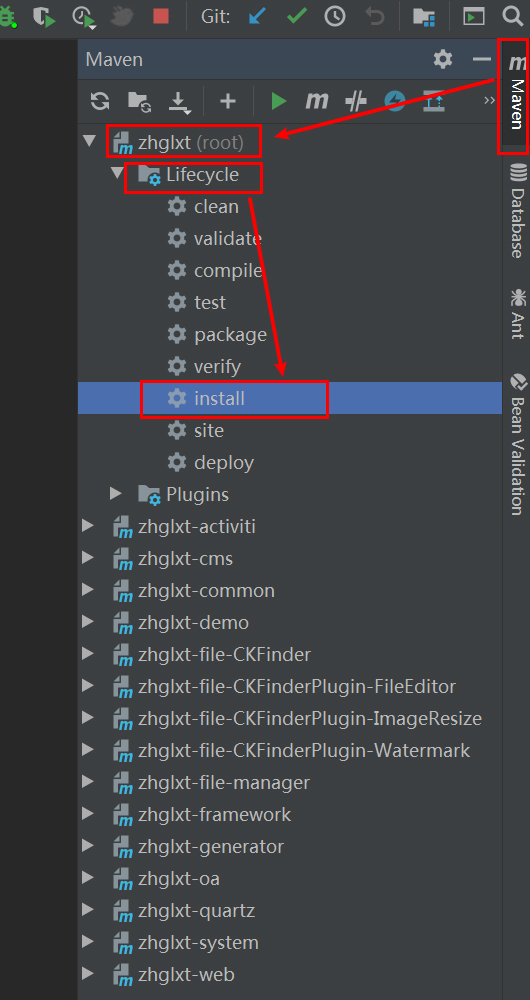 Git:
Maven
Maven
zhglxt (root)
Lifecycle
clean
validate
compile
test
package
verify
install
site
deploy
Plugins
zhglxt-activiti
zhglxt-cms
zhglxt-common
zhglxt-demo
zhglxt-file-CKFinder
zhglxt-file-CKFinderPlugin-FileEditor
zhglxt-file-CKFinderPlugin-ImageResize
zhglxt-file-CKFinderPlugin-Watermark
zhglxt-file-manager
zhglxt-framework
zhglxt-generator
zhglxt-oa
zhglxt-quartz
zhglxt-system
zhglxt-web
Database
Ant
Bean Validation